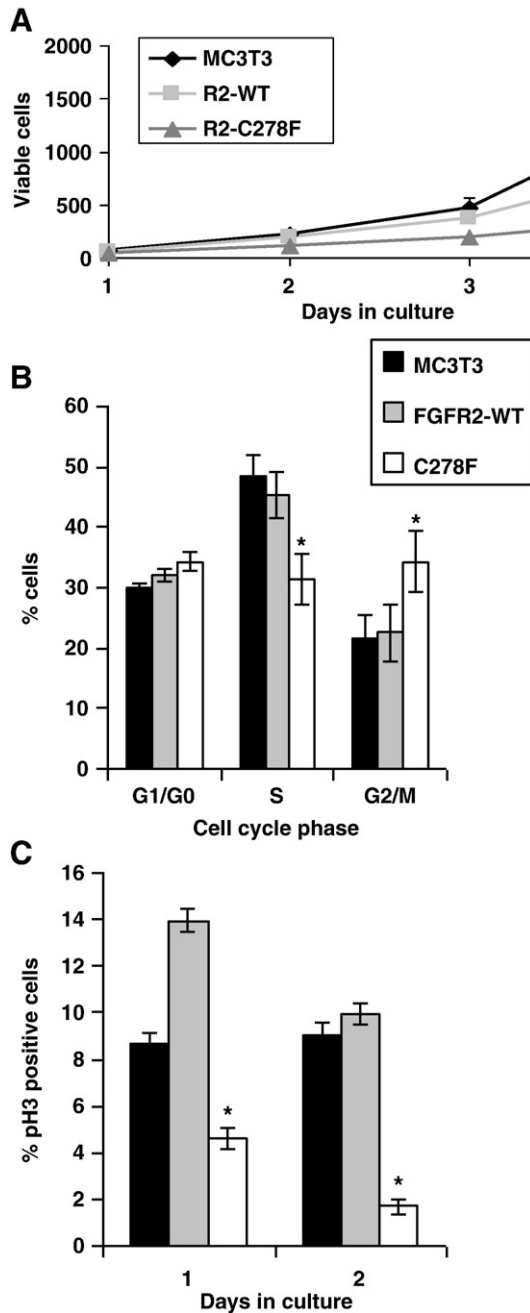 A
2000
1500
1000
500
0
Viable cells
MC3T3
R2-WT
R2-C278F
1 2 3
Days in culture
B
MC3T3
FGFR2-WT
C278F
60
50
40
30
20
10
0
% cells
* *
G1/G0 S G2/M
Cell cycle phase
C
16
14
12
10
8
6
4
2
0
% pH3 positive cells
*
*
1 2
Days in culture